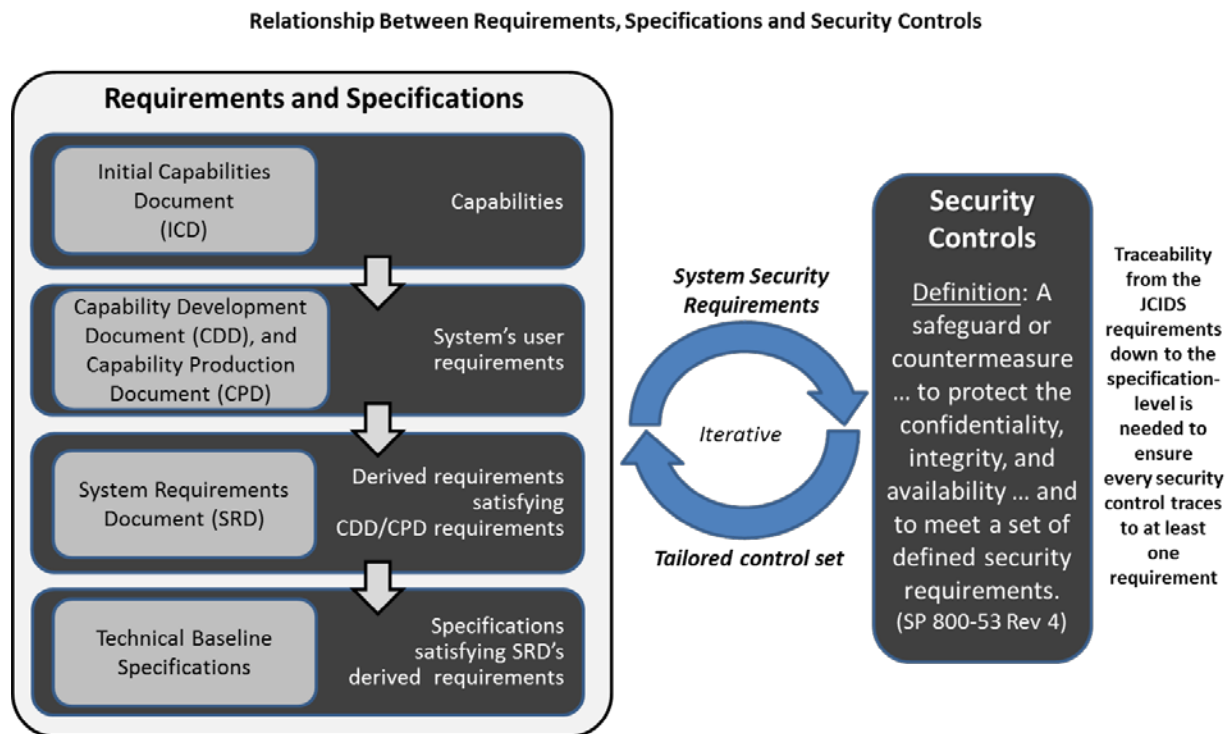 Relationship Between Requirements, Specifications and Security Controls
Requirements and Specifications
Initial Capabilities
Document
(ICD)
Capabilities
Capability Development
Document (CDD), and
Capability Production
Document (CPD)
System's user
requirements
System Requirements
Document (SRD)
Derived requirements
satisfying
CDD/CPD requirements
Technical Baseline
Specifications
Specifications
satisfying SRD's
derived requirements
System Security
Requirements
Iterative
Tailored control set
Security
Controls
Definition: A
safeguard or
countermeasure
... to protect the
confidentiality,
integrity, and
availability ... and
to meet a set of
defined security
requirements.
(SP 800-53 Rev 4)
Traceability
from the
JCIDS
requirements
down to the
specification-
level is
needed to
ensure
every security
control traces
to at least
one
requirement